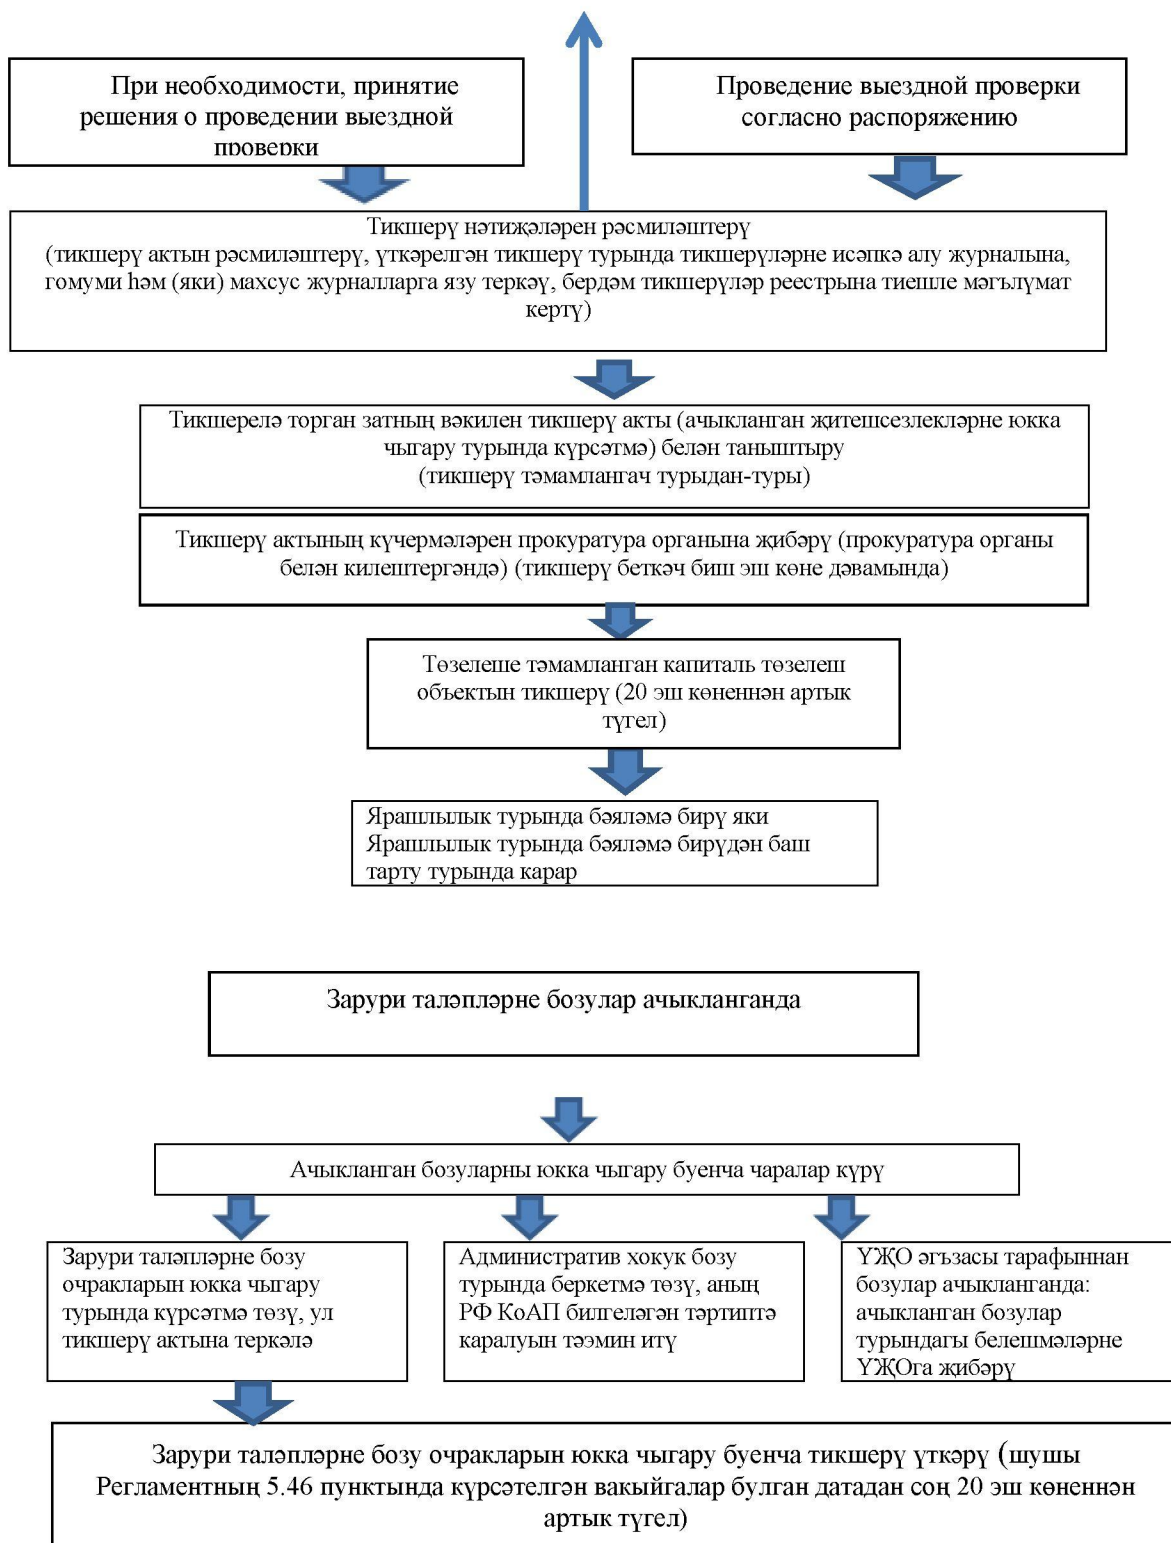 При необходимости, принятие
решения о проведении выездной
проверки
Проведение выездной проверки
согласно распоряжению
Тикшерү нәтиҗәләрен рәсмиләштерү
(тикшерү актын рәсмиләштерү, үткәрелгән тикшерү турында тикшерүләрне исәпкә алу журналына,
гомуми һәм (яки) махсус журналларга язу теркәү, бердәм тикшерүләр реестрына тиешле мәгълүмат
кертү)
Тикшерелә торган затның вәкилен тикшерү акты (ачыкланган җитешсезлекләрне юкка
чыгару турында күрсәтмә) белән таныштыру
(тикшерү тәмамлангач турыдан-туры)
Тикшерү актының күчермәләрен прокуратура органына җибәрү (прокуратура органы
белән килештергәндә) (тикшерү беткәч биш эш көне дәвамында)
Төзелеше тәмамланган капиталь төзелеш
объектын тикшерү (20 эш көненнән артык
түгел)
Ярашлылык турында бәяләмә бирү яки
Ярашлылык турында бәяләмә бирүдән баш
тарту турында карар
Зарури таләпләрне бозулар ачыкланганда
Ачыкланган бозуларны юкка чыгару буенча чаралар күрү
Зарури таләпләрне бозу
очракларын юкка чыгару
турында күрсәтмә төзү, ул
тикшерү актына теркәлә
Административ хокук бозу
турында беркетмә төзү, аның
РФ КоАП билгеләгән тәртиптә
каралуын тәэмин итү
ҮҖО әгъзасы тарафыннан
бозулар ачыкланганда:
ачыкланган бозулар
турындагы белешмәләрне
ҮҖОга җибәрү
Зарури таләпләрне бозу очракларын юкка чыгару буенча тикшерү үткәрү (шушы
Регламентның 5.46 пунктында күрсәтелгән вакыйгалар булган датадан соң 20 эш көненнән
артык түгел)